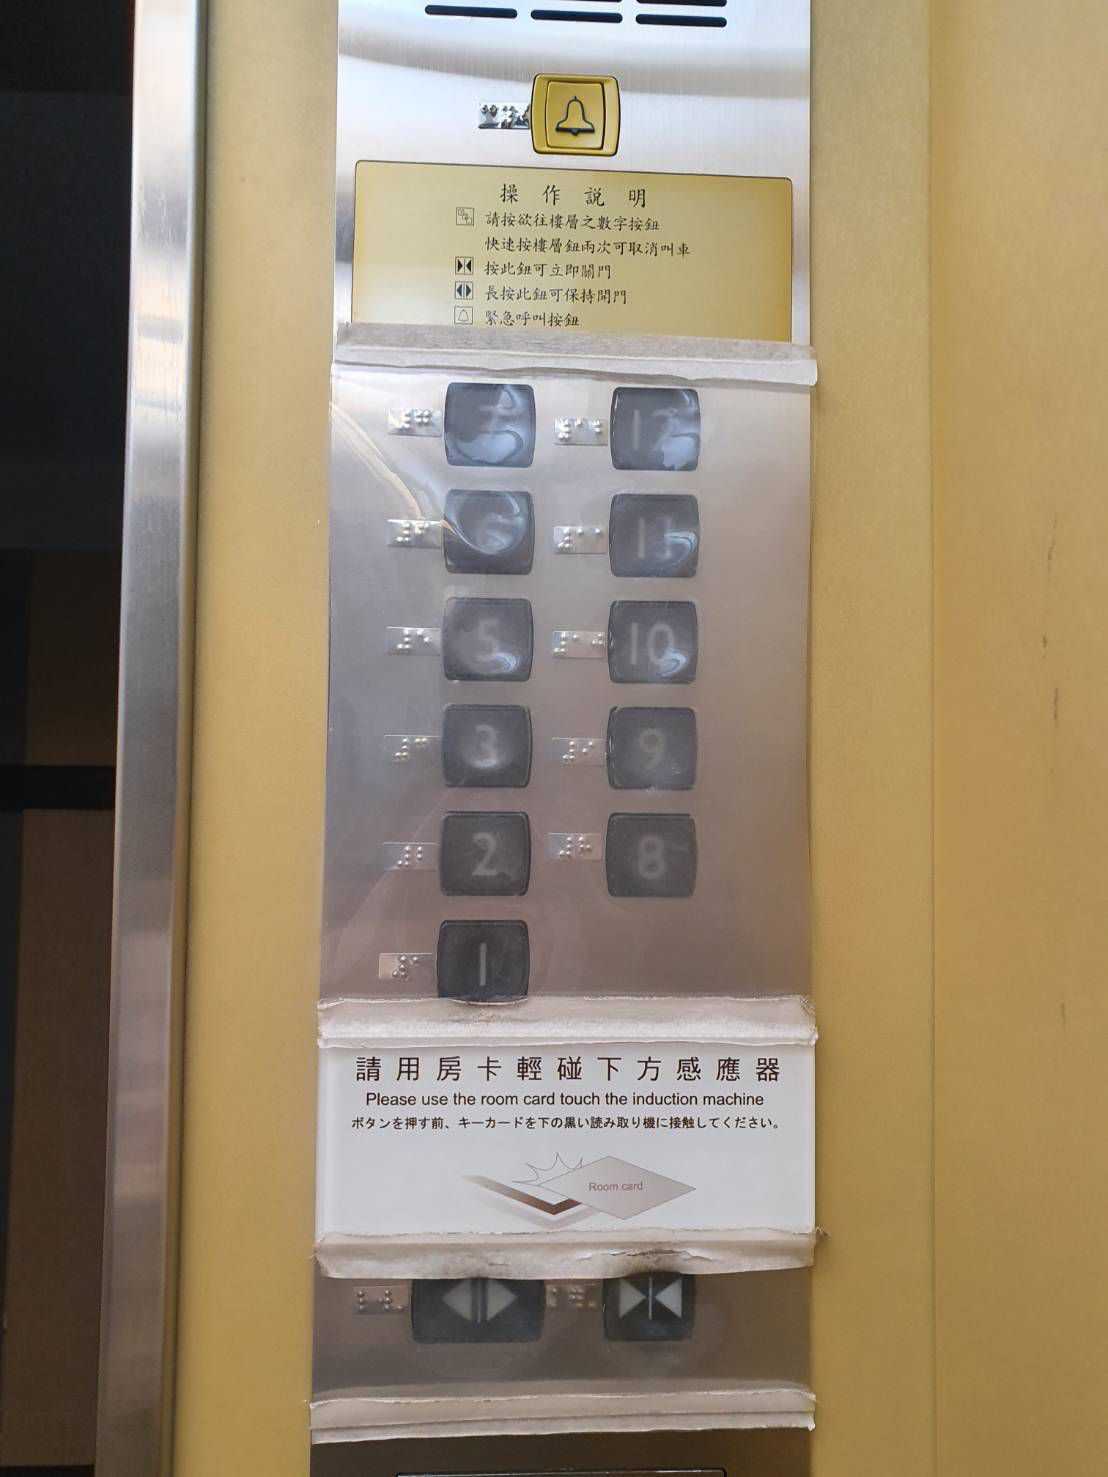 操作說明
請按欲往樓層之數字按鈕
快速按樓層鈕兩次可取消叫車
按此鈕可立即關門
長按此鈕可保持開門
緊急呼叫按鈕
7 12
6 11
5 10
3 9
2 8
1
請用房卡輕碰下方感應器
Please use the room card touch the induction machine
ボタンを押す前、キーカードを下の黒い読み取り機に接触してください。
Room card